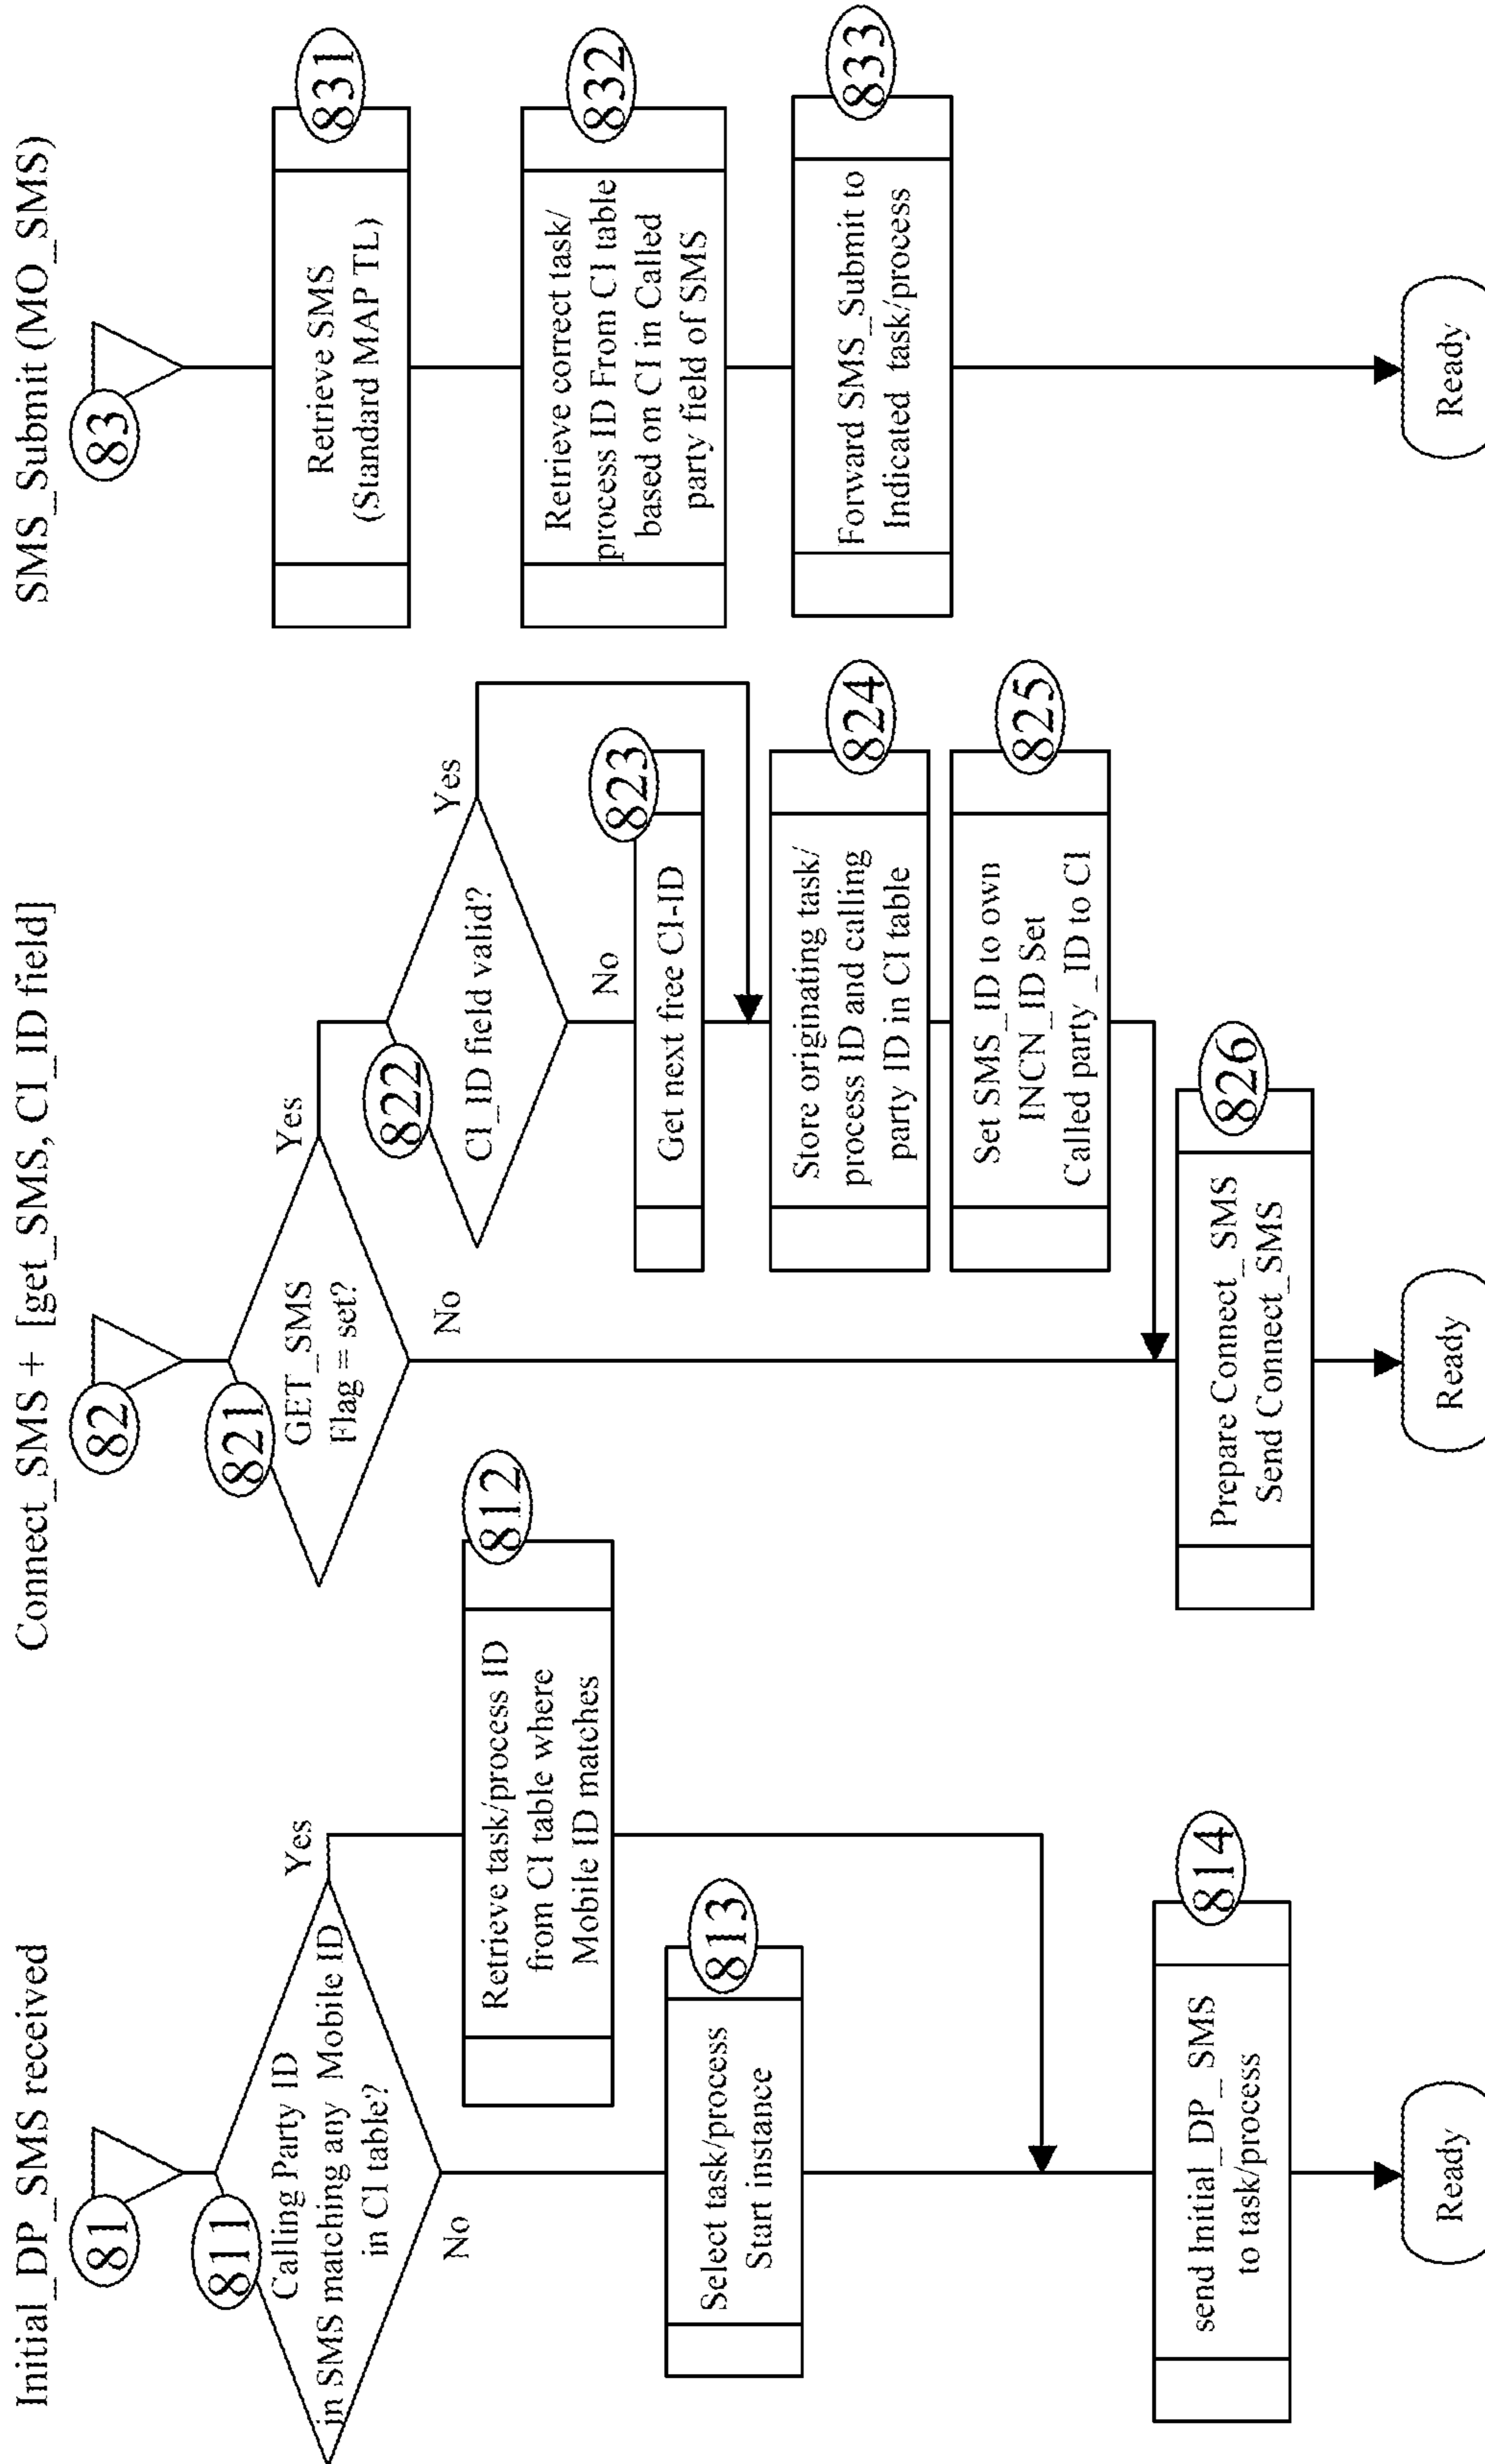 Initial_DP_SMS received
81
811
Calling Party ID
in SMS matching any Mobile ID
in CI table?
Yes
No
812
Retrieve task/process ID
from CI table where
Mobile ID matches
813
Select task/process
Start instance
814
send Initial_DP_SMS
to task/process
Ready
Connect_SMS + [get_SMS, CI_ID field]
82
821
GET_SMS
Flag = set?
Yes
No
822
CI_ID field valid?
Yes
No
823
Get next free CI-ID
824
Store originating task/
process ID and calling
party ID in CI table
825
Set SMS_ID to own
INCN_ID Set
Called party _ID to CI
826
Prepare Connect_SMS
Send Connect_SMS
Ready
SMS_Submit (MO_SMS)
83
831
Retrieve SMS
(Standard MAP TL)
832
Retrieve correct task/
process ID From CI table
based on CI in Called
party field of SMS
833
Forward SMS_Submit to
Indicated task/process
Ready